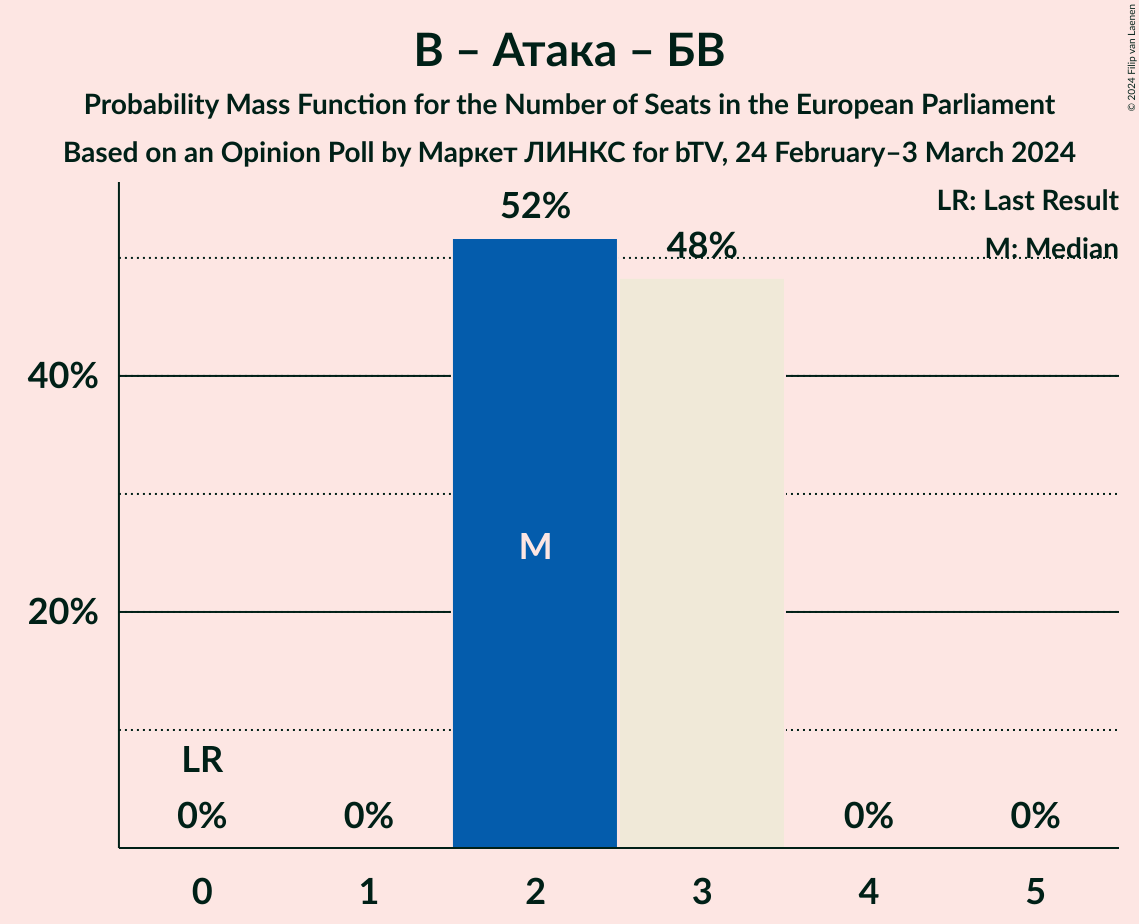 В – Атака – БВ
Probability Mass Function for the Number of Seats in the European Parliament
Based on an Opinion Poll by Маркет ЛИНКС for bTV, 24 February–3 March 2024
© 2024 Filip van Laenen
LR: Last Result
M: Median
52%
48%
40%
20%
M
LR
0%
0%
0%
0%
0
1
2
3
4
5